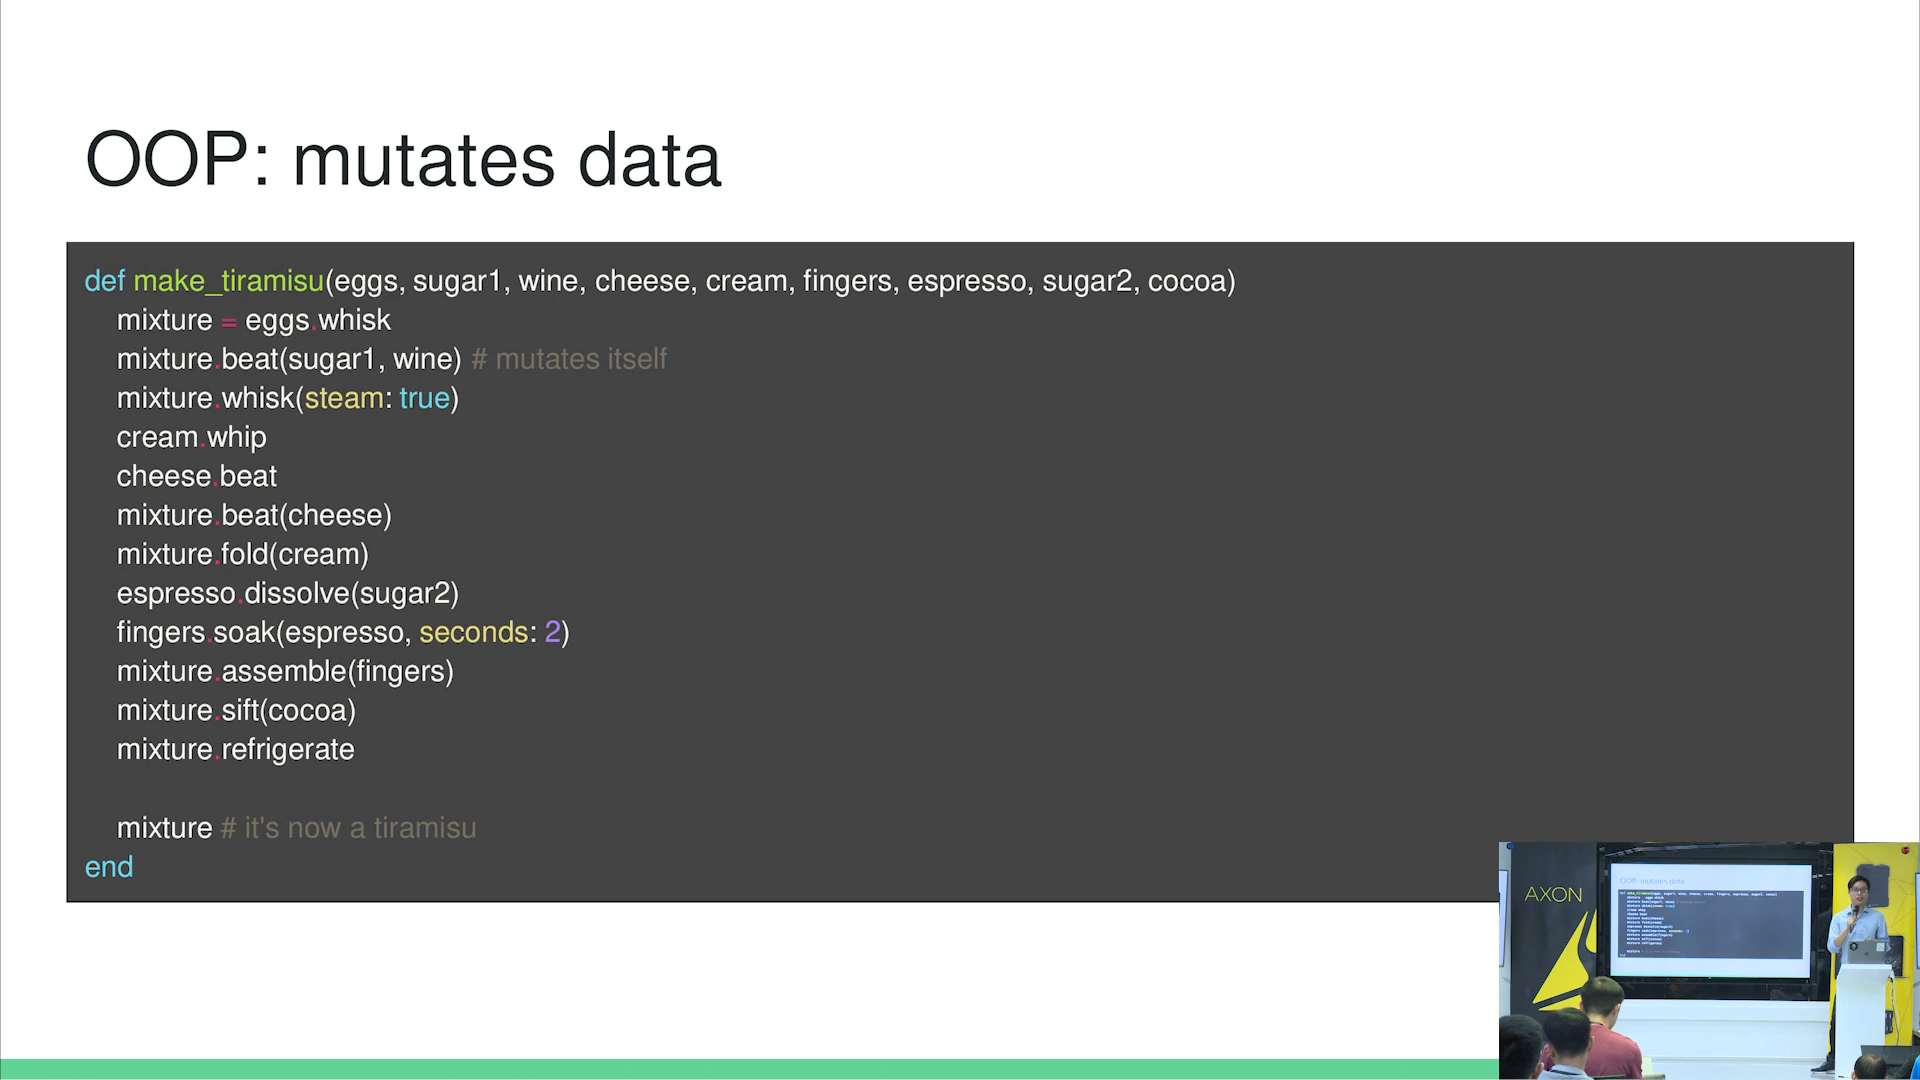 OOP: mutates data
def make_tiramisu(eggs, sugar1, wine, cheese, cream, fingers, espresso, sugar2, cocoa)
mixture = eggs.whisk
mixture.beat(sugar1, wine) # mutates itself
mixture.whisk(steam: true)
cream.whip
cheese.beat
mixture.beat(cheese)
mixture.fold(cream)
espresso.dissolve(sugar2)
fingers.soak(espresso, seconds: 2)
mixture.assemble(fingers)
mixture.sift(cocoa)
mixture.refrigerate
mixture # it's now a tiramisu
end
AXON
OOP: mutates data